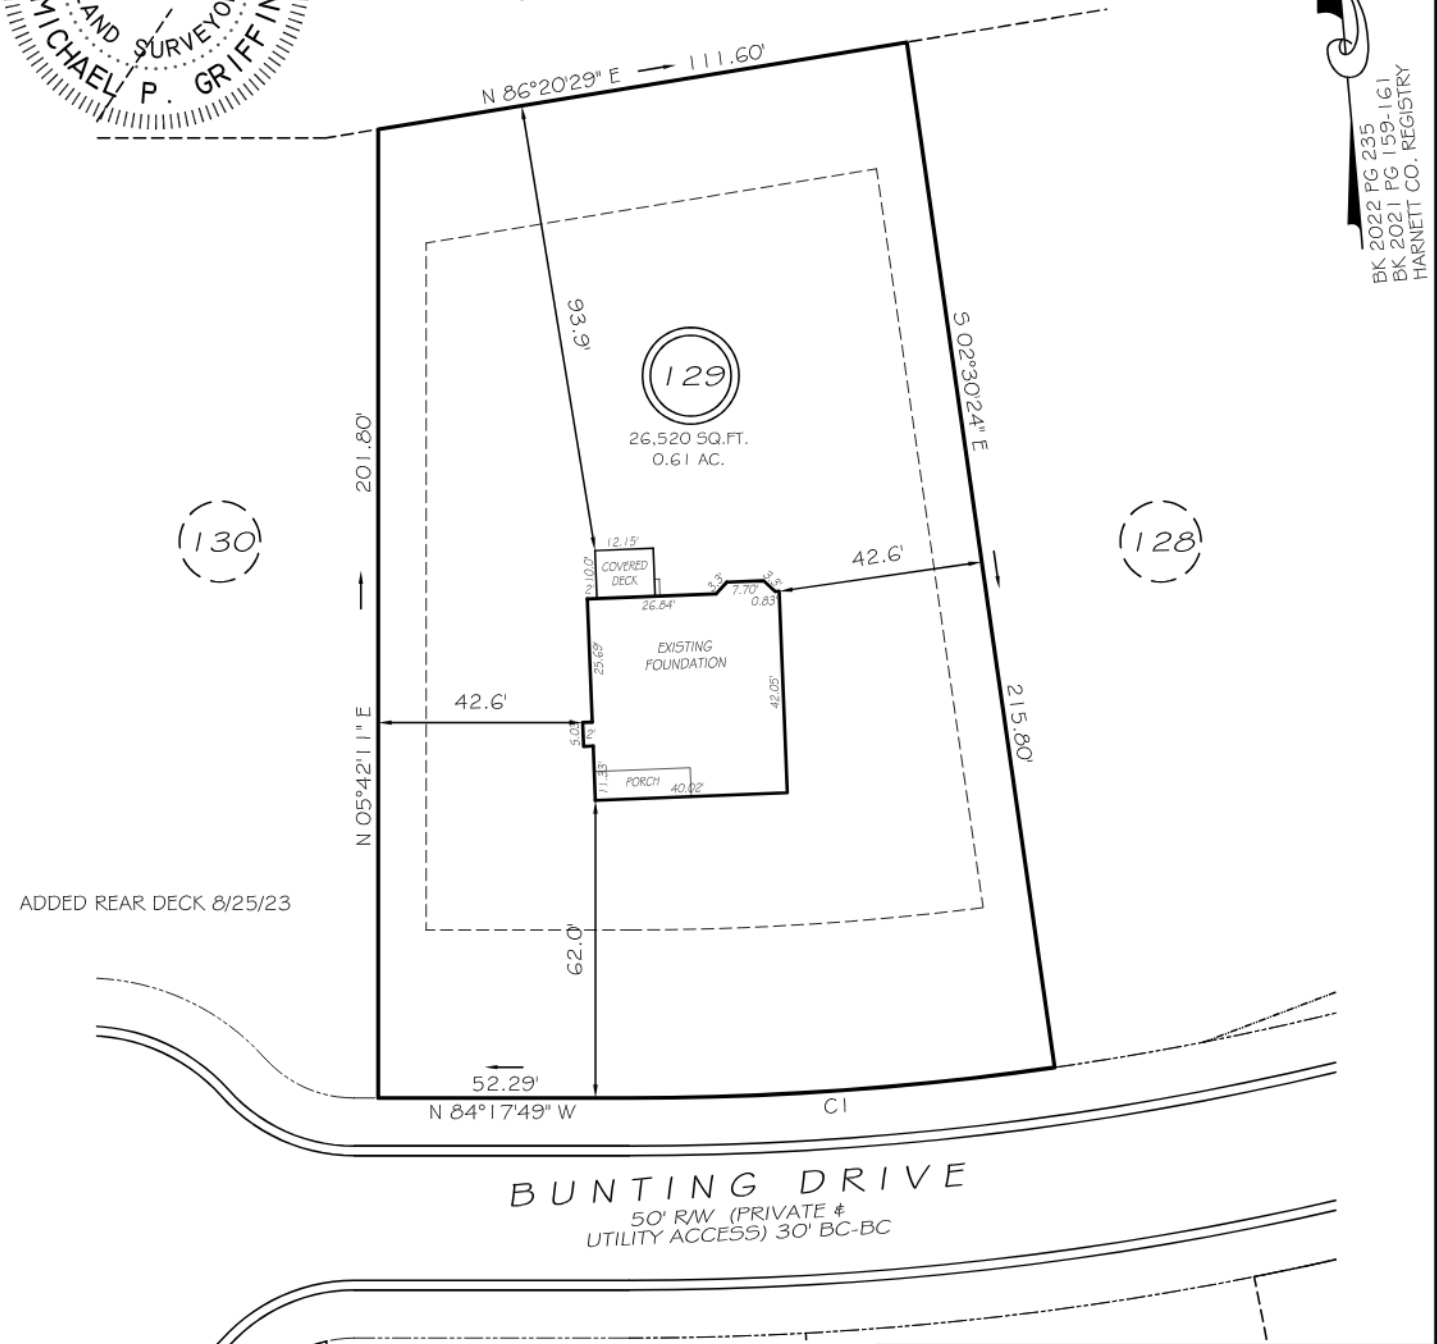 LAND SURVEYOR
MICHAEL P. GRIFFIN
N 86°20'29" E
111.60'
BK 2022 PG 235
BK 2021 PG 159-161
HARNETT CO. REGISTRY
93.9'
129
26,520 SQ.FT.
0.61 AC.
S 02°30'24" E
201.80'
130
128
12.15'
10.0'
COVERED
DECK
2'
26.84'
3.3'
7.70'
3.3'
0.83'
42.6'
EXISTING
FOUNDATION
25.69'
42.05'
42.6'
5.03'
2'
11.33'
PORCH
40.02'
215.80'
N 05°42'11" E
ADDED REAR DECK 8/25/23
62.0'
52.29'
N 84°17'49" W
C1
BUNTING DRIVE
50' R/W (PRIVATE &
UTILITY ACCESS) 30' BC-BC